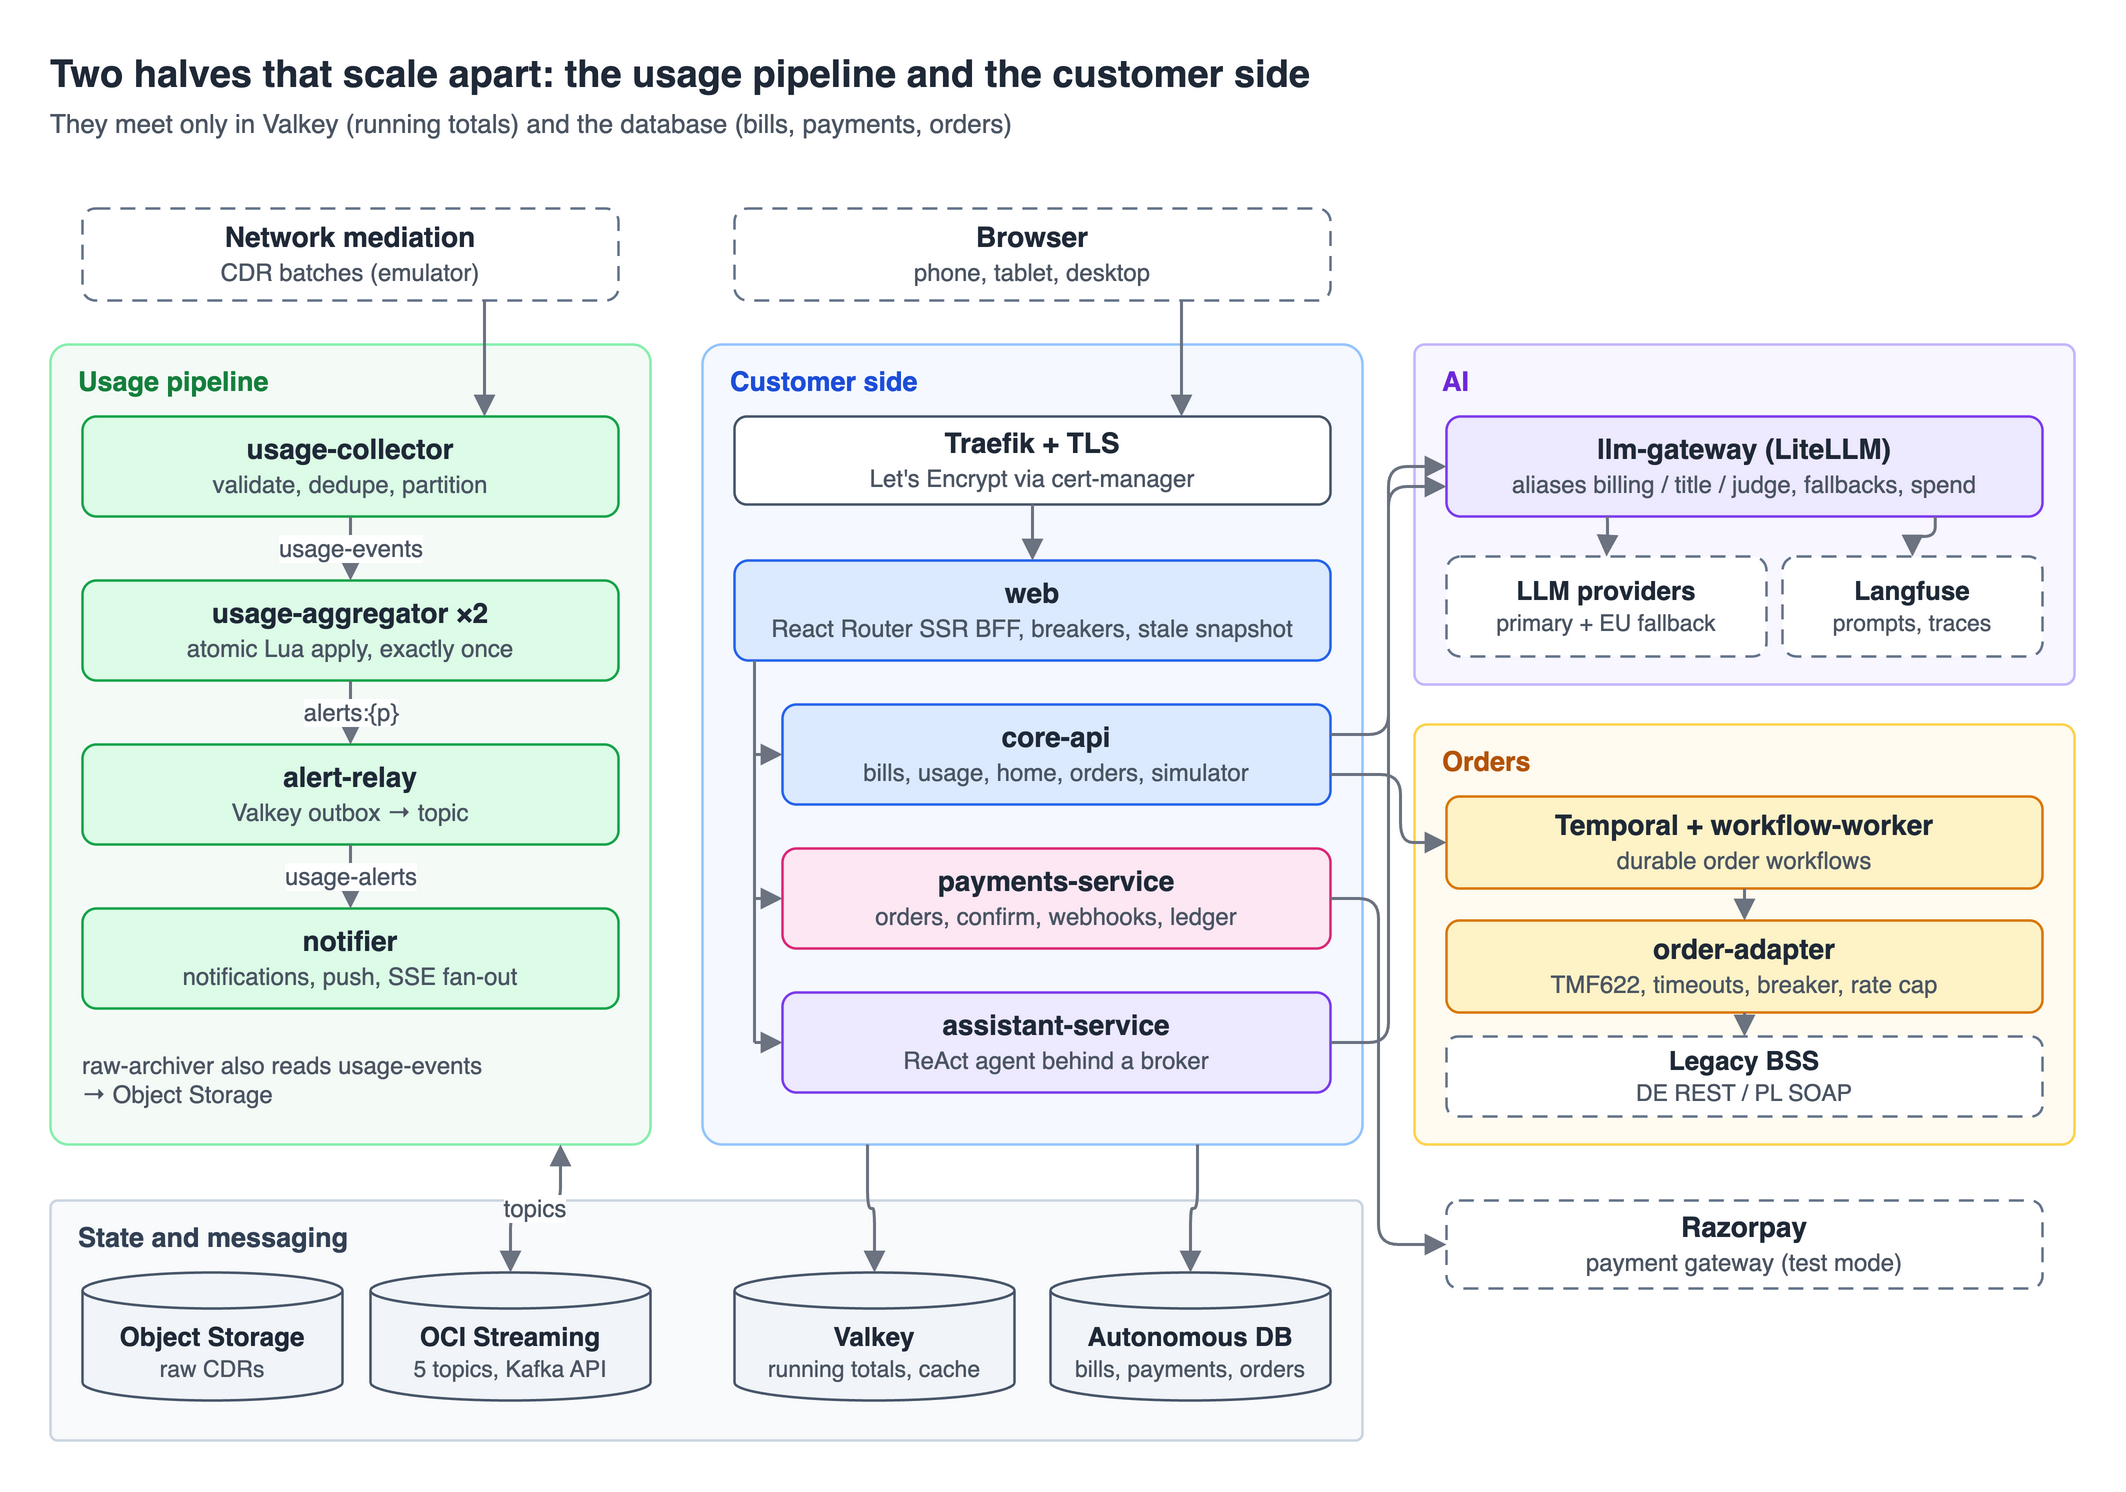 Two halves that scale apart: the usage pipeline and the customer side
They meet only in Valkey (running totals) and the database (bills, payments, orders)
Network mediation
CDR batches (emulator)
Browser
phone, tablet, desktop
Usage pipeline
usage-collector
validate, dedupe, partition
usage-events
usage-aggregator ×2
atomic Lua apply, exactly once
alerts:{p}
alert-relay
Valkey outbox → topic
usage-alerts
notifier
notifications, push, SSE fan-out
raw-archiver also reads usage-events
→ Object Storage
Customer side
Traefik + TLS
Let's Encrypt via cert-manager
web
React Router SSR BFF, breakers, stale snapshot
core-api
bills, usage, home, orders, simulator
payments-service
orders, confirm, webhooks, ledger
assistant-service
ReAct agent behind a broker
AI
llm-gateway (LiteLLM)
aliases billing / title / judge, fallbacks, spend
LLM providers
primary + EU fallback
Langfuse
prompts, traces
Orders
Temporal + workflow-worker
durable order workflows
order-adapter
TMF622, timeouts, breaker, rate cap
Legacy BSS
DE REST / PL SOAP
topics
State and messaging
Object Storage
raw CDRs
OCI Streaming
5 topics, Kafka API
Valkey
running totals, cache
Autonomous DB
bills, payments, orders
Razorpay
payment gateway (test mode)